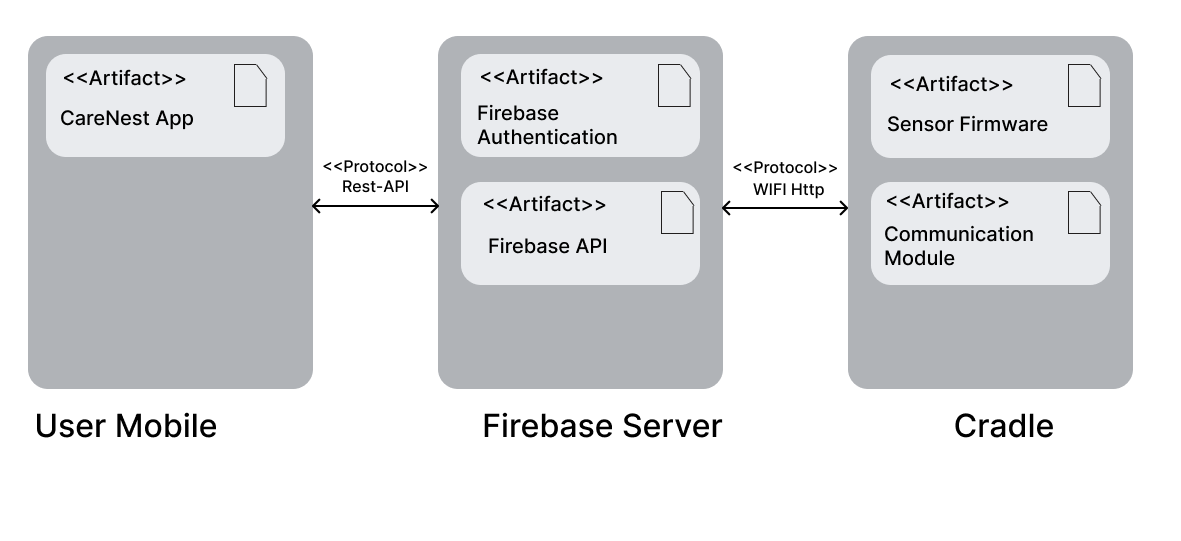 <<Artifact>>
CareNest App
<<Protocol>>
Rest-API
<<Artifact>>
Firebase
Authentication
<<Artifact>>
Firebase API
<<Protocol>>
WIFI Http
<<Artifact>>
Sensor Firmware
<<Artifact>>
Communication
Module
User Mobile
Firebase Server
Cradle